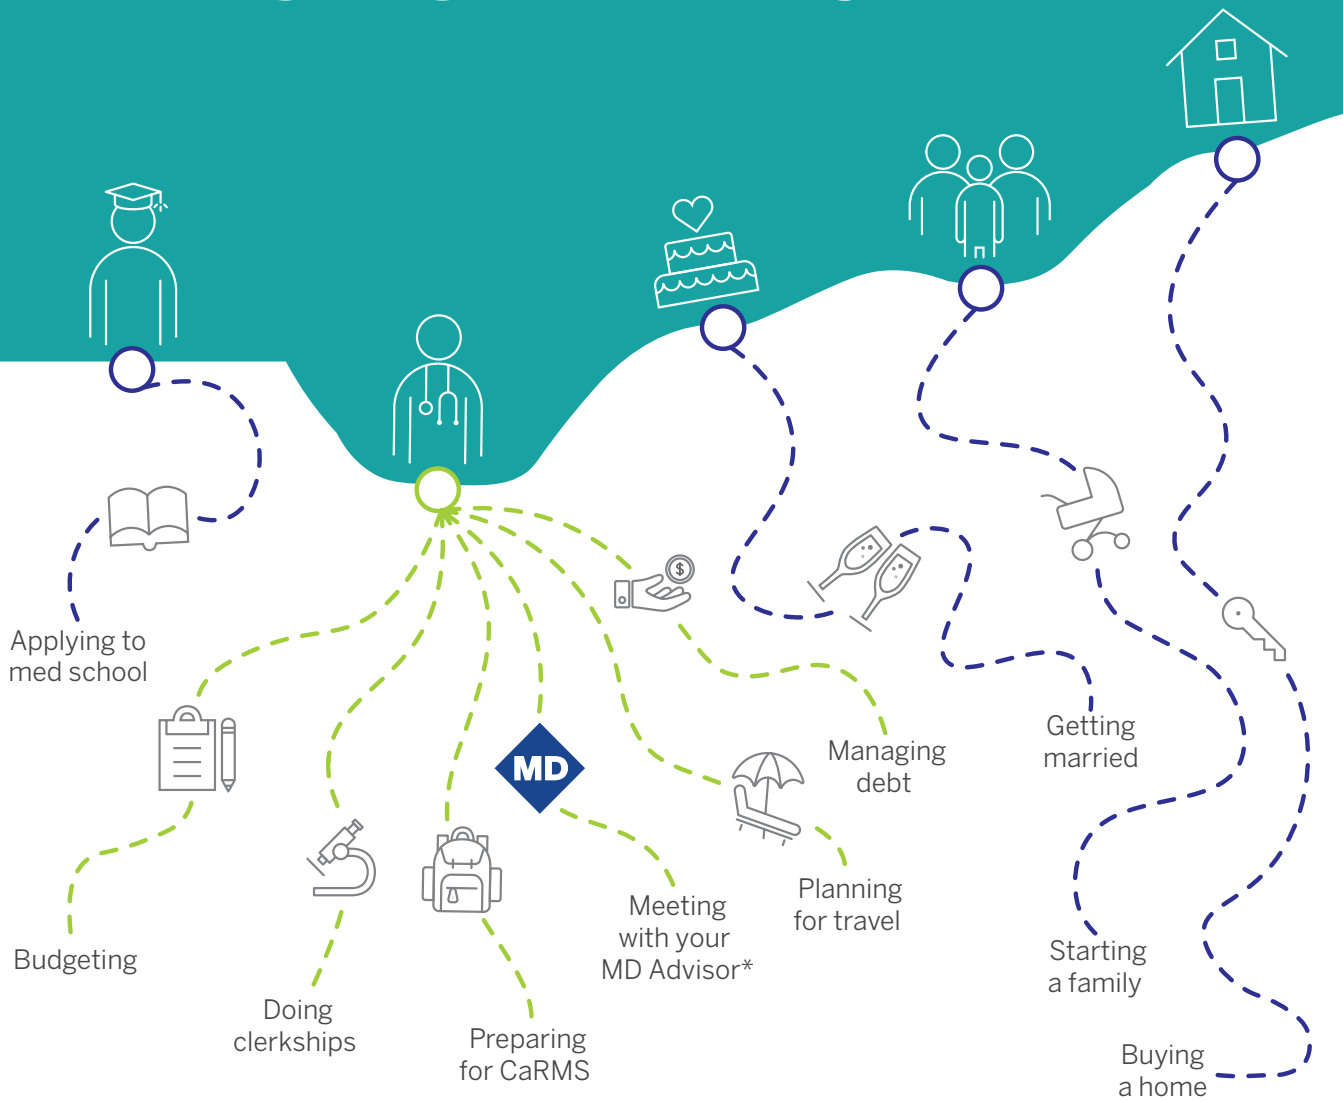 Applying to
med school
MD
Managing
debt
Getting
married
Budgeting
Doing
clerkships
Preparing
for CaRMS
Meeting
with your
MD Advisor*
Planning
for travel
Starting
a family
Buying
a home
$